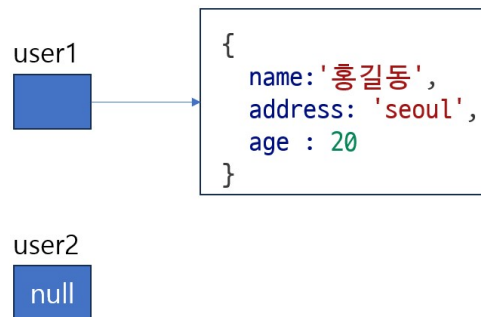 user1
{
name:'홍길동',
address: 'seoul',
age : 20
}
user2
null